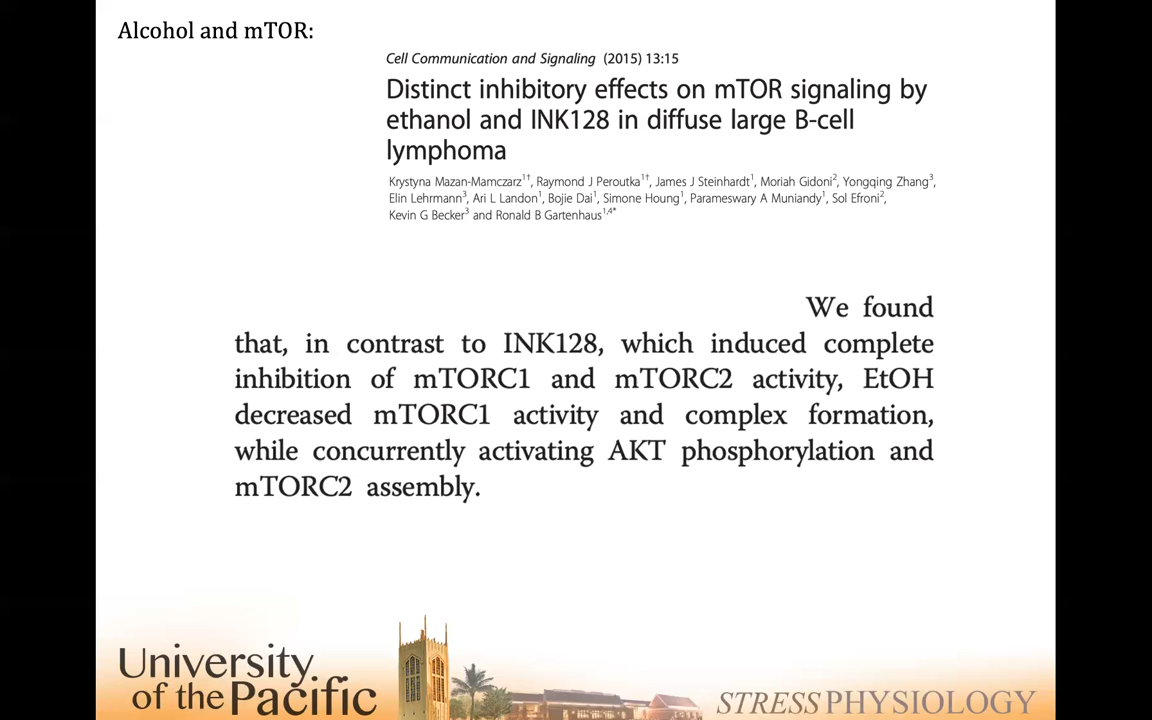 Alcohol and mTOR:
Cell Communication and Signaling (2015) 13:15
Distinct inhibitory effects on mTOR signaling by
ethanol and INK128 in diffuse large B-cell
lymphoma
Krystyna Mazan-Mamczarz1†, Raymond J Peroutka1†, James J Steinhardt1, Moriah Gidoni2, Yongqing Zhang3,
Elin Lehrmann3, Ari L Landon1, Bojie Dai1, Simone Houng1, Parameswary A Muniandy1, Sol Efroni2,
Kevin G Becker3 and Ronald B Gartenhaus1,4*
We found
that, in contrast to INK128, which induced complete
inhibition of mTORC1 and mTORC2 activity, EtOH
decreased mTORC1 activity and complex formation,
while concurrently activating AKT phosphorylation and
mTORC2 assembly.
University
of the Pacific
STRESSPHYSIOLOGY